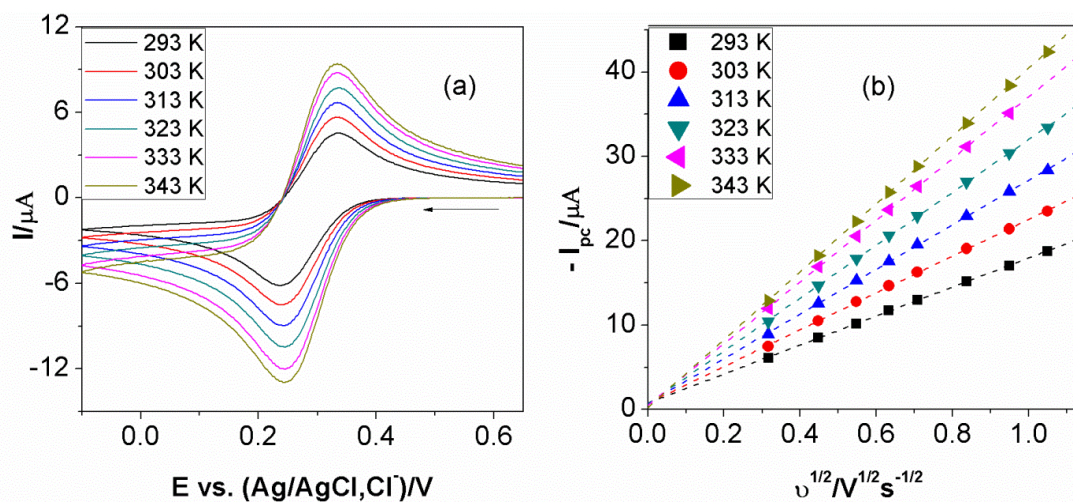 12
6
0
-6
-12
I/µA
293 K
303 K
313 K
323 K
333 K
343 K
(a)
0.0 0.2 0.4 0.6
E vs. (Ag/AgCl,Cl⁻)/V
40
30
20
10
0
- I_pc/µA
293 K
303 K
313 K
323 K
333 K
343 K
(b)
0.0 0.2 0.4 0.6 0.8 1.0
υ^1/2/V^1/2s^-1/2